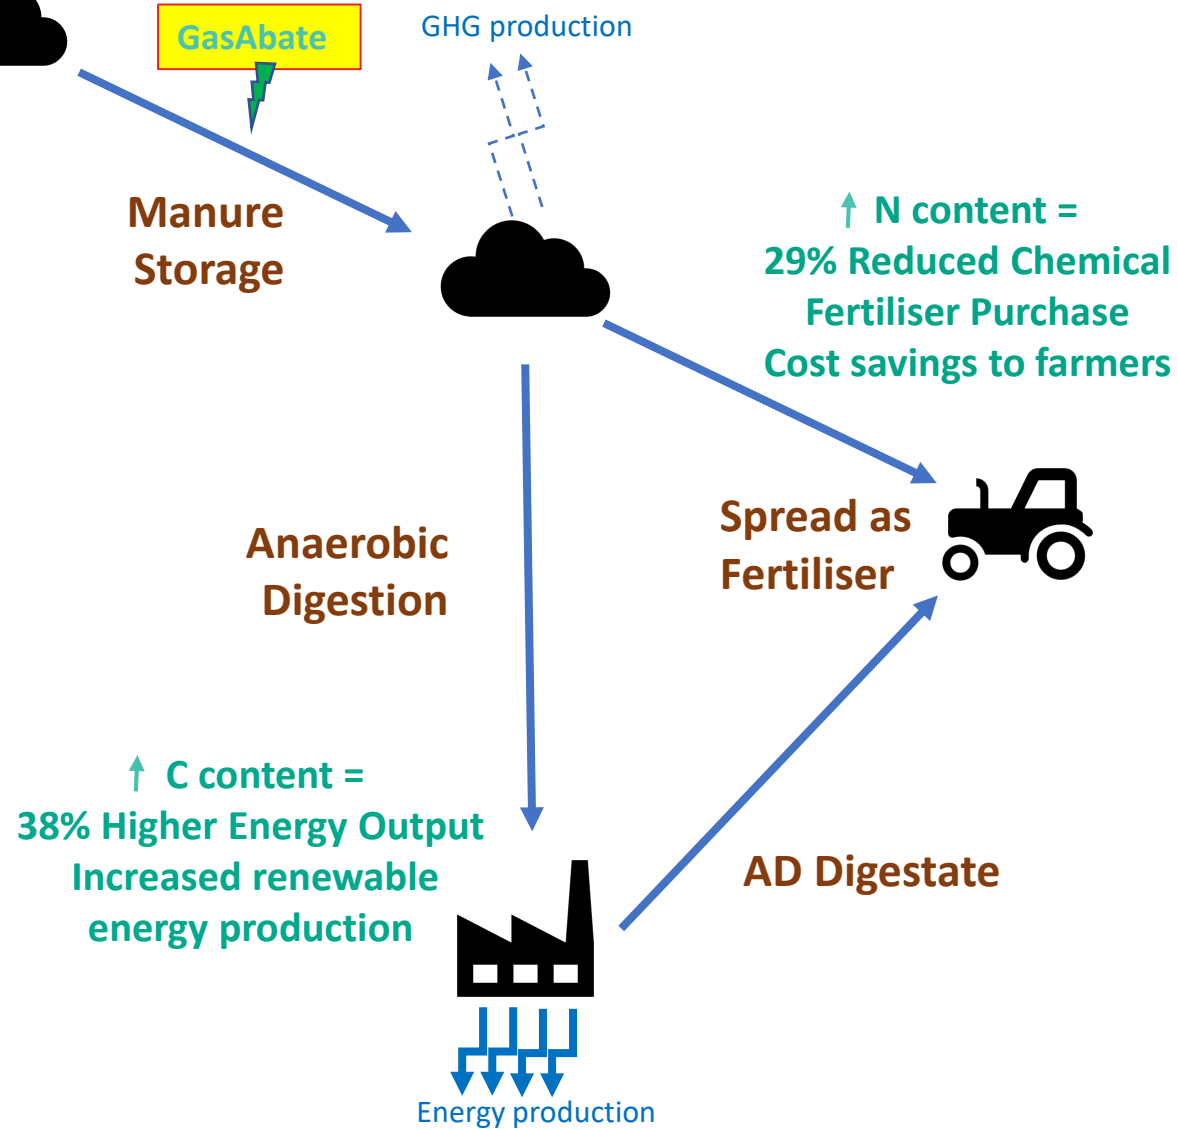 GasAbate
GHG production
Manure
Storage
↑ N content =
29% Reduced Chemical
Fertiliser Purchase
Cost savings to farmers
Anaerobic
Digestion
Spread as
Fertiliser
↑ C content =
38% Higher Energy Output
Increased renewable
energy production
AD Digestate
Energy production